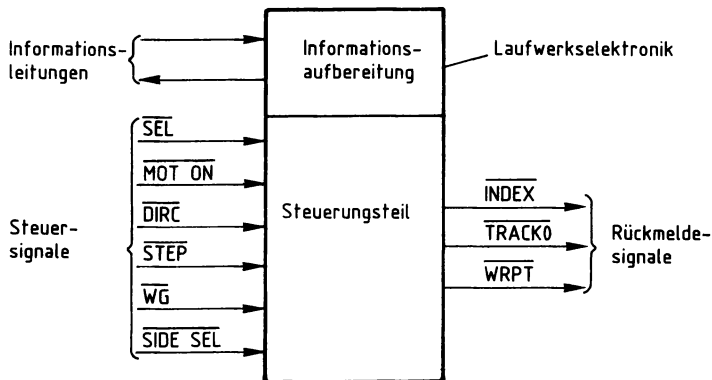 Informations-
leitungen
Informations-
aufbereitung
Laufwerkselektronik
Steuer-
signale
SEL
MOT ON
DIRC
STEP
WG
SIDE SEL
Steuerungsteil
INDEX
TRACK0
WRPT
Rückmelde-
signale